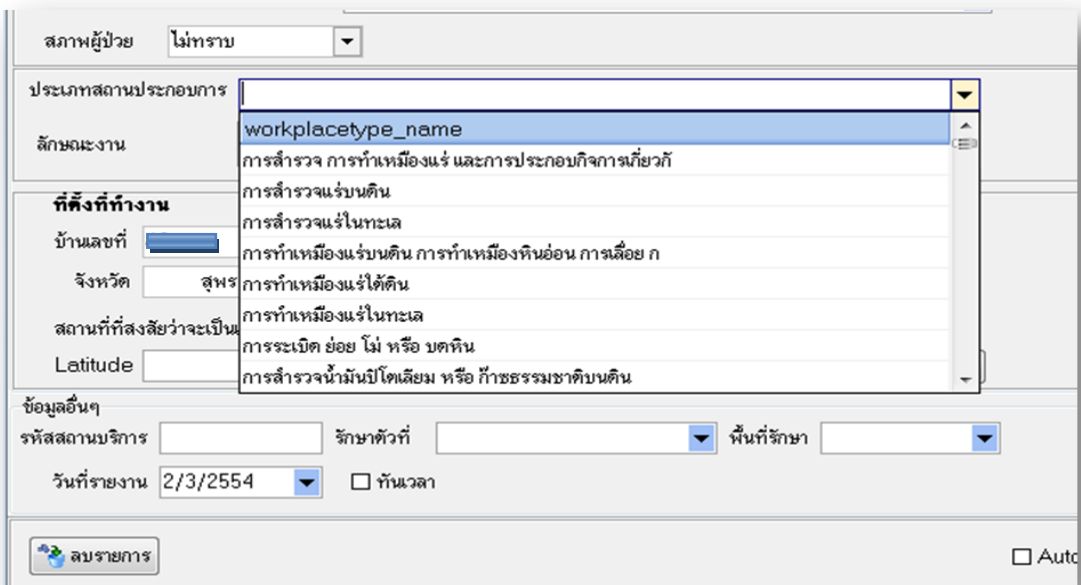 สภาพผู้ป่วย ไม่ทราบ
ประเภทสถานประกอบการ
workplacetype_name
ลักษณะงาน
การสำรวจ การทำเหมืองแร่ และการประกอบกิจการเกี่ยวกั
การสำรวจแร่บนดิน
ที่ตั้งที่ทำงาน
การสำรวจแร่ในทะเล
บ้านเลขที่
การทำเหมืองแร่บนดิน การทำเหมืองหินอ่อน การเลื่อย ก
จังหวัด สุพร
การทำเหมืองแร่ใต้ดิน
การทำเหมืองแร่ในทะเล
สถานที่ที่สงสัยว่าจะเป็น
การระเบิด ย่อย โม่ หรือ บดหิน
Latitude
การสำรวจน้ำมันปิโตเลียม หรือ ก๊าซธรรมชาติบนดิน
ข้อมูลอื่นๆ
รหัสสถานบริการ รักษาตัวที่ พื้นที่รักษา
วันที่รายงาน 2/3/2554 ทันเวลา
ลบรายการ Auto